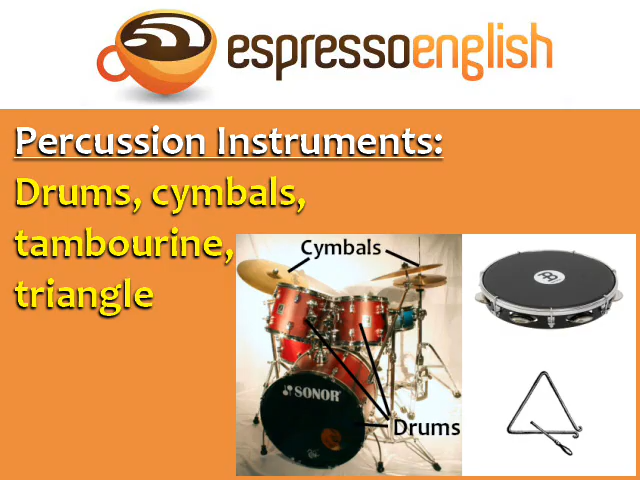 espressoenglish
Percussion Instruments:
Drums, cymbals,
tambourine,
triangle
Cymbals
SONOR
Drums